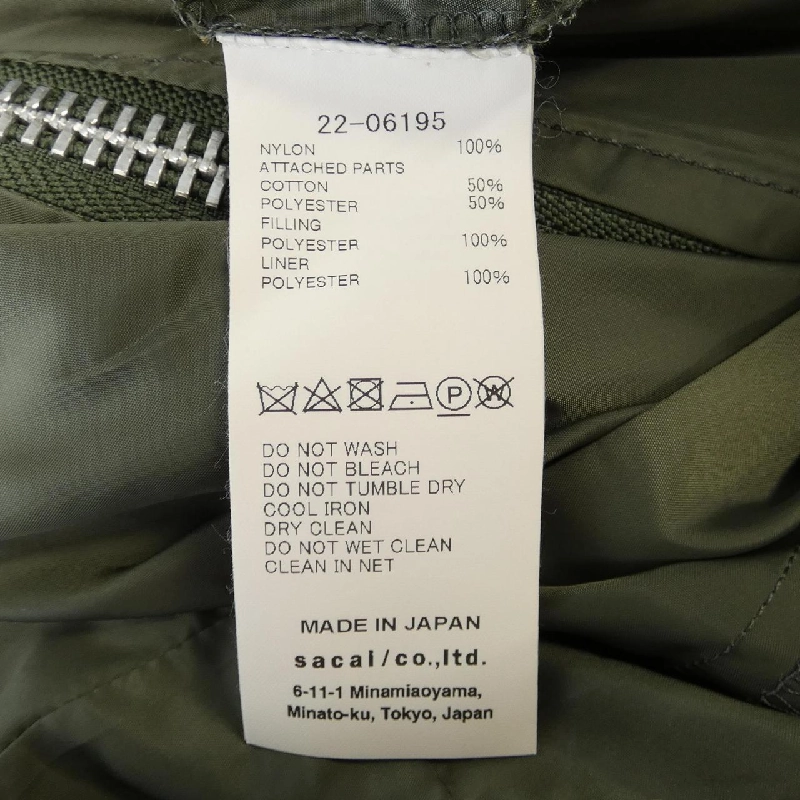 22-06195
NYLON 100%
ATTACHED PARTS
COTTON 50%
POLYESTER 50%
FILLING
POLYESTER 100%
LINER
POLYESTER 100%
P W
DO NOT WASH
DO NOT BLEACH
DO NOT TUMBLE DRY
COOL IRON
DRY CLEAN
DO NOT WET CLEAN
CLEAN IN NET
MADE IN JAPAN
sacai/co.,ltd.
6-11-1 Minamiaoyama,
Minato-ku, Tokyo, Japan